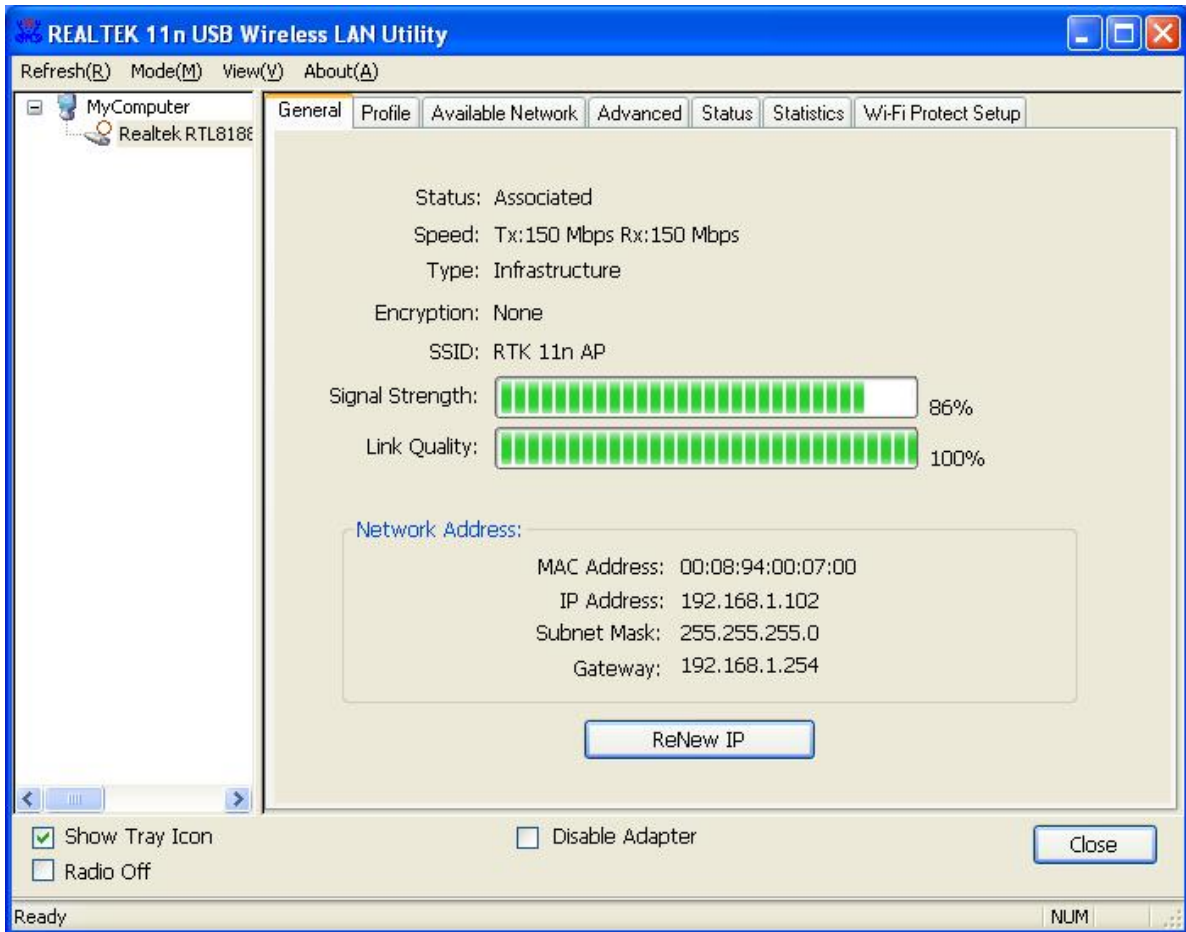 REALTEK 11n USB Wireless LAN Utility
Refresh(R) Mode(M) View(V) About(A)
MyComputer
Realtek RTL8188
General Profile Available Network Advanced Status Statistics Wi-Fi Protect Setup
Status: Associated
Speed: Tx:150 Mbps Rx:150 Mbps
Type: Infrastructure
Encryption: None
SSID: RTK 11n AP
Signal Strength: 86%
Link Quality: 100%
Network Address:
MAC Address: 00:08:94:00:07:00
IP Address: 192.168.1.102
Subnet Mask: 255.255.255.0
Gateway: 192.168.1.254
ReNew IP
Show Tray Icon
Radio Off
Disable Adapter
Close
Ready
NUM